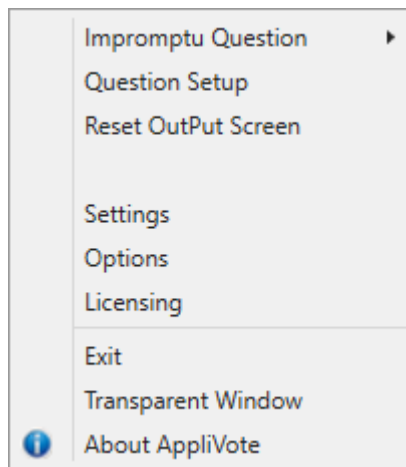 Impromptu Question
Question Setup
Reset OutPut Screen
Settings
Options
Licensing
Exit
Transparent Window
About AppliVote